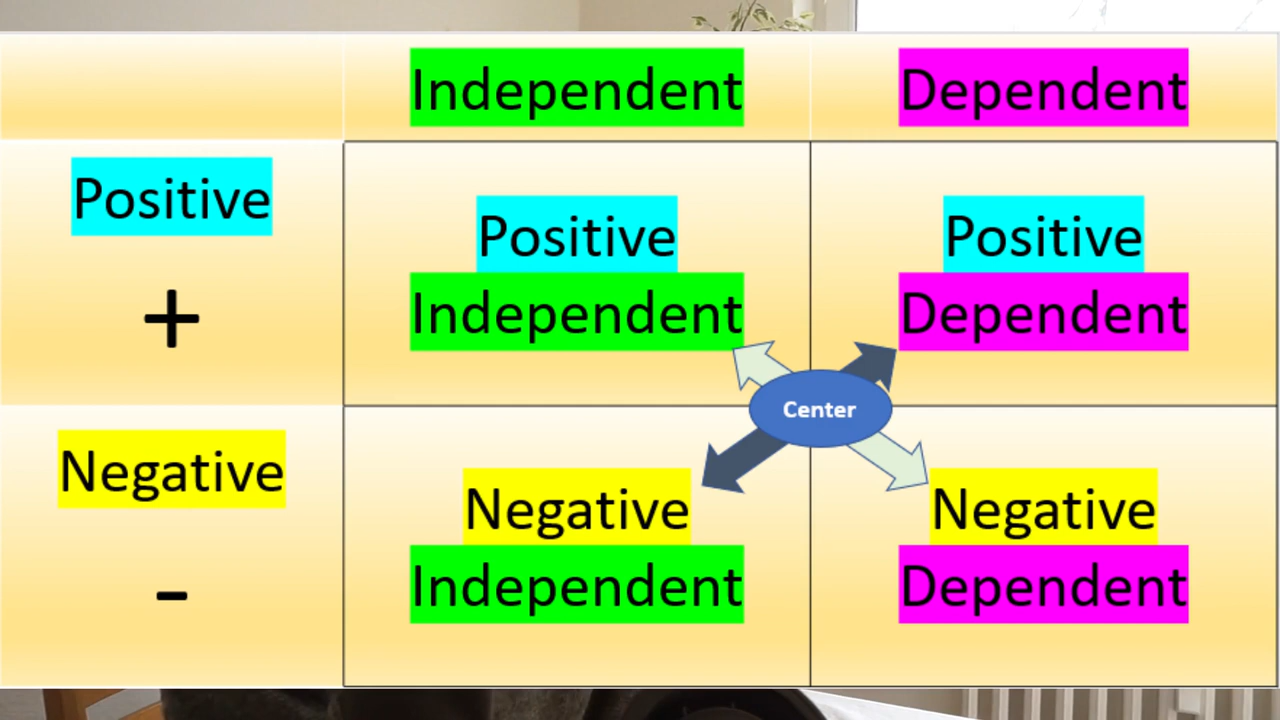 Independent Dependent
Positive
+
Positive Positive
Independent Dependent
Center
Negative
-
Negative Negative
Independent Dependent